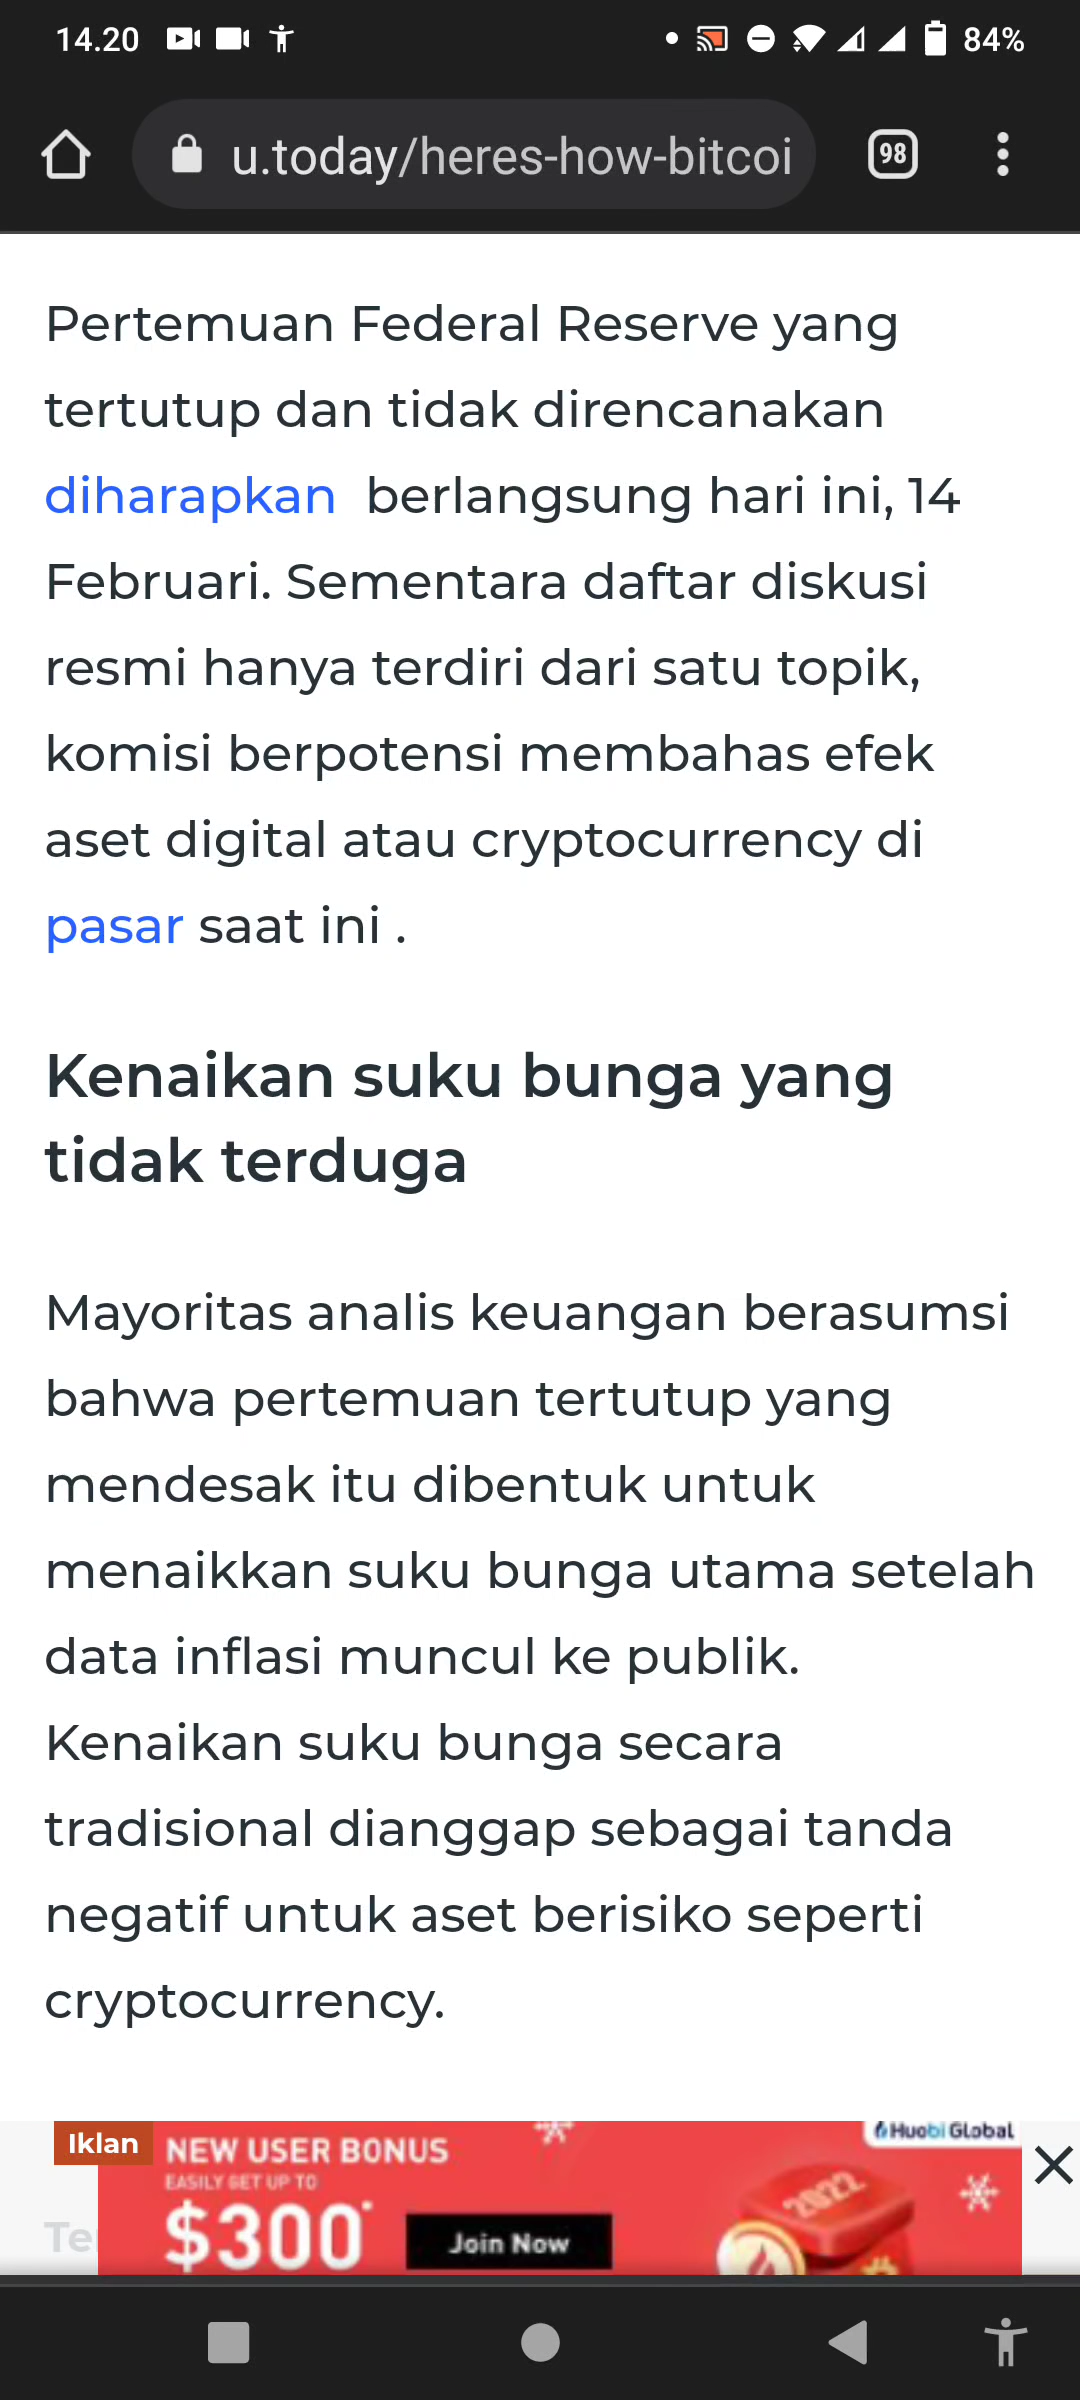 14.20
84%
u.today/heres-how-bitcoi
98
Pertemuan Federal Reserve yang
tertutup dan tidak direncanakan
diharapkan berlangsung hari ini, 14
Februari. Sementara daftar diskusi
resmi hanya terdiri dari satu topik,
komisi berpotensi membahas efek
aset digital atau cryptocurrency di
pasar saat ini .
Kenaikan suku bunga yang
tidak terduga
Mayoritas analis keuangan berasumsi
bahwa pertemuan tertutup yang
mendesak itu dibentuk untuk
menaikkan suku bunga utama setelah
data inflasi muncul ke publik.
Kenaikan suku bunga secara
tradisional dianggap sebagai tanda
negatif untuk aset berisiko seperti
cryptocurrency.
Iklan
NEW USER BONUS
Huobi Global
EASILY GET UP TO
$300*
Join Now
2022